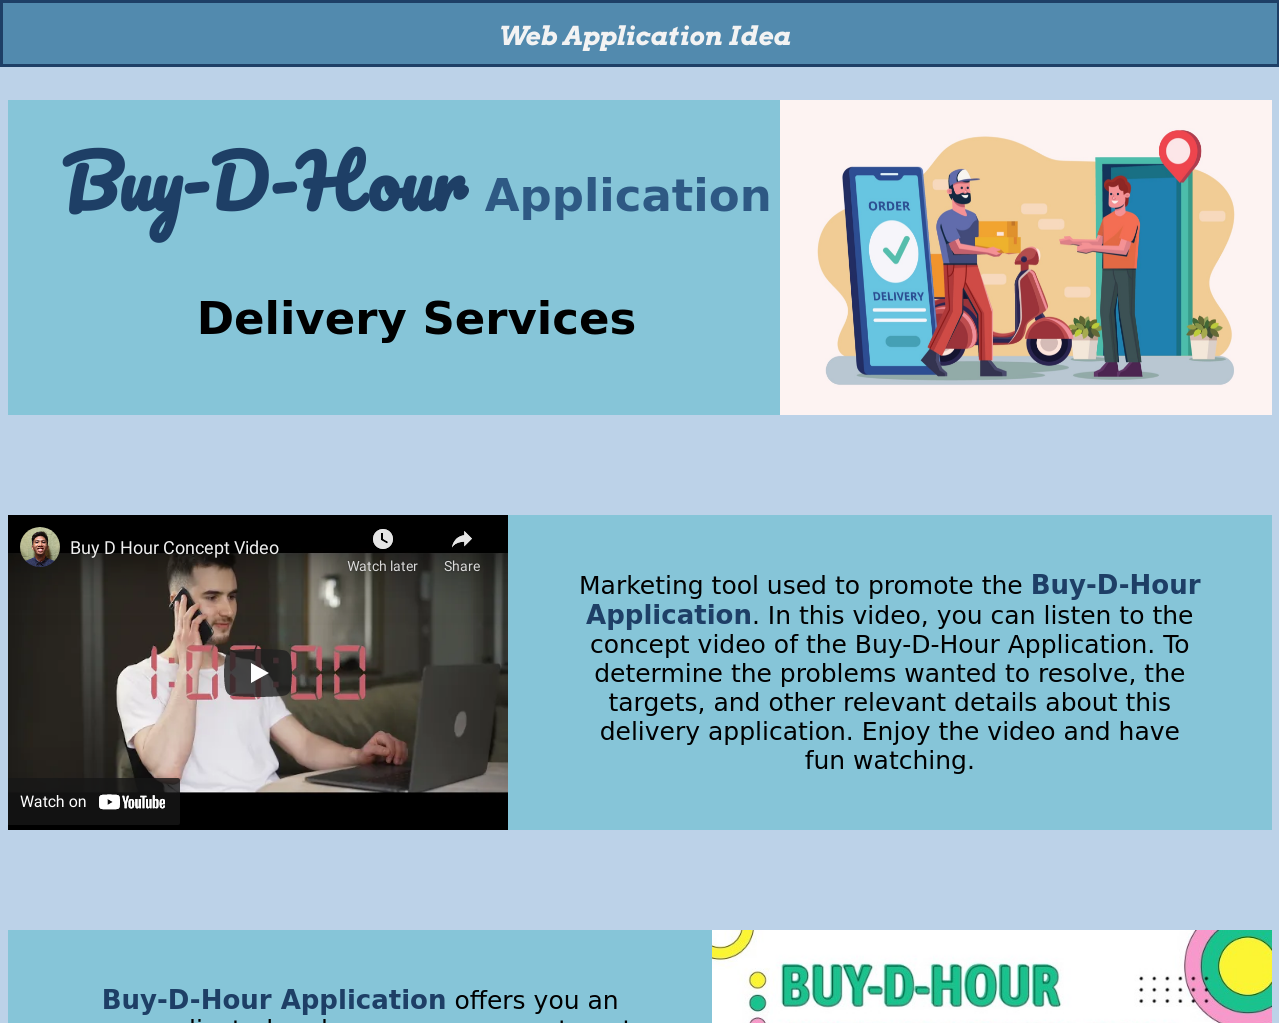 Web Application Idea
Buy-D-Hour Application
Delivery Services
ORDER
DELIVERY
Buy D Hour Concept Video
Watch later
Share
Watch on YouTube
Marketing tool used to promote the Buy-D-Hour
Application. In this video, you can listen to the
concept video of the Buy-D-Hour Application. To
determine the problems wanted to resolve, the
targets, and other relevant details about this
delivery application. Enjoy the video and have
fun watching.
Buy-D-Hour Application offers you an
BUY-D-HOUR